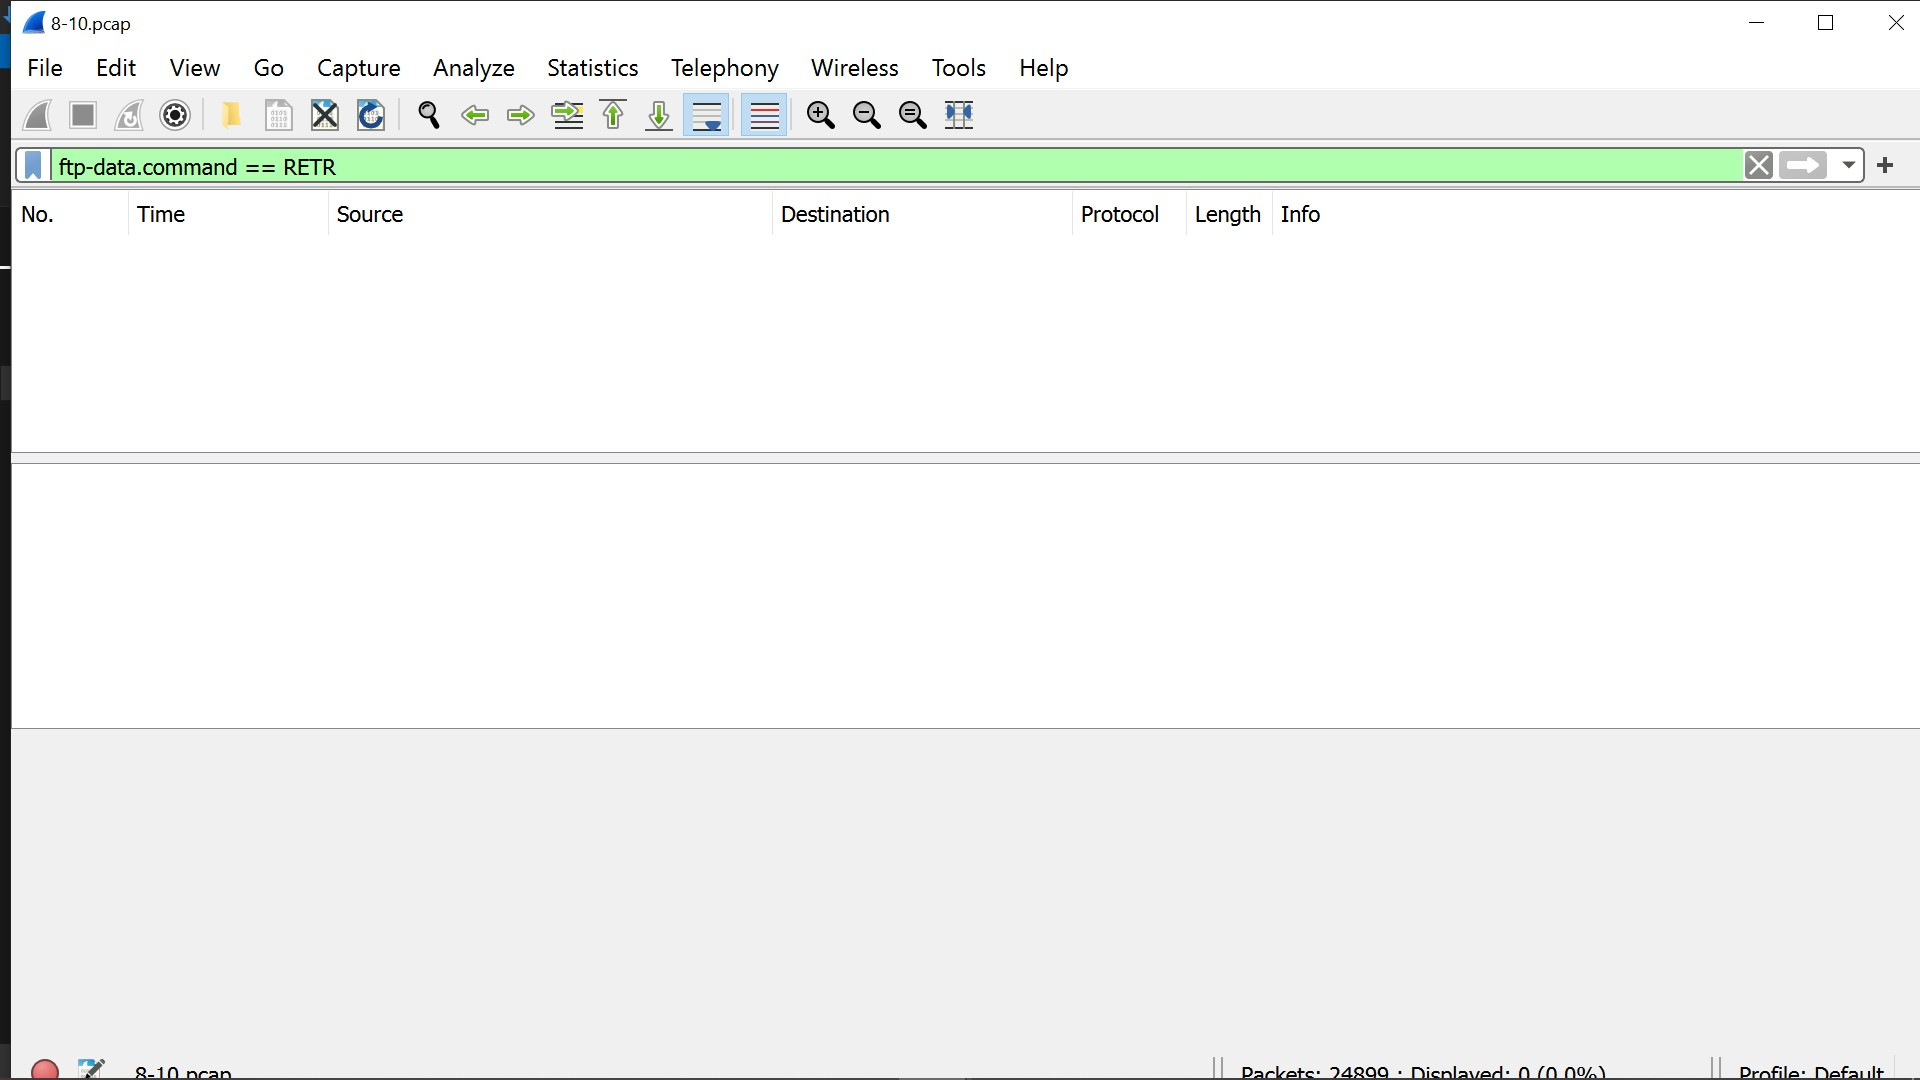 8-10.pcap
File Edit View Go Capture Analyze Statistics Telephony Wireless Tools Help
ftp-data.command == RETR
No. Time Source Destination Protocol Length Info
8-10.pcap Packets: 24899 · Displayed: 0 (0.0%) Profile: Default